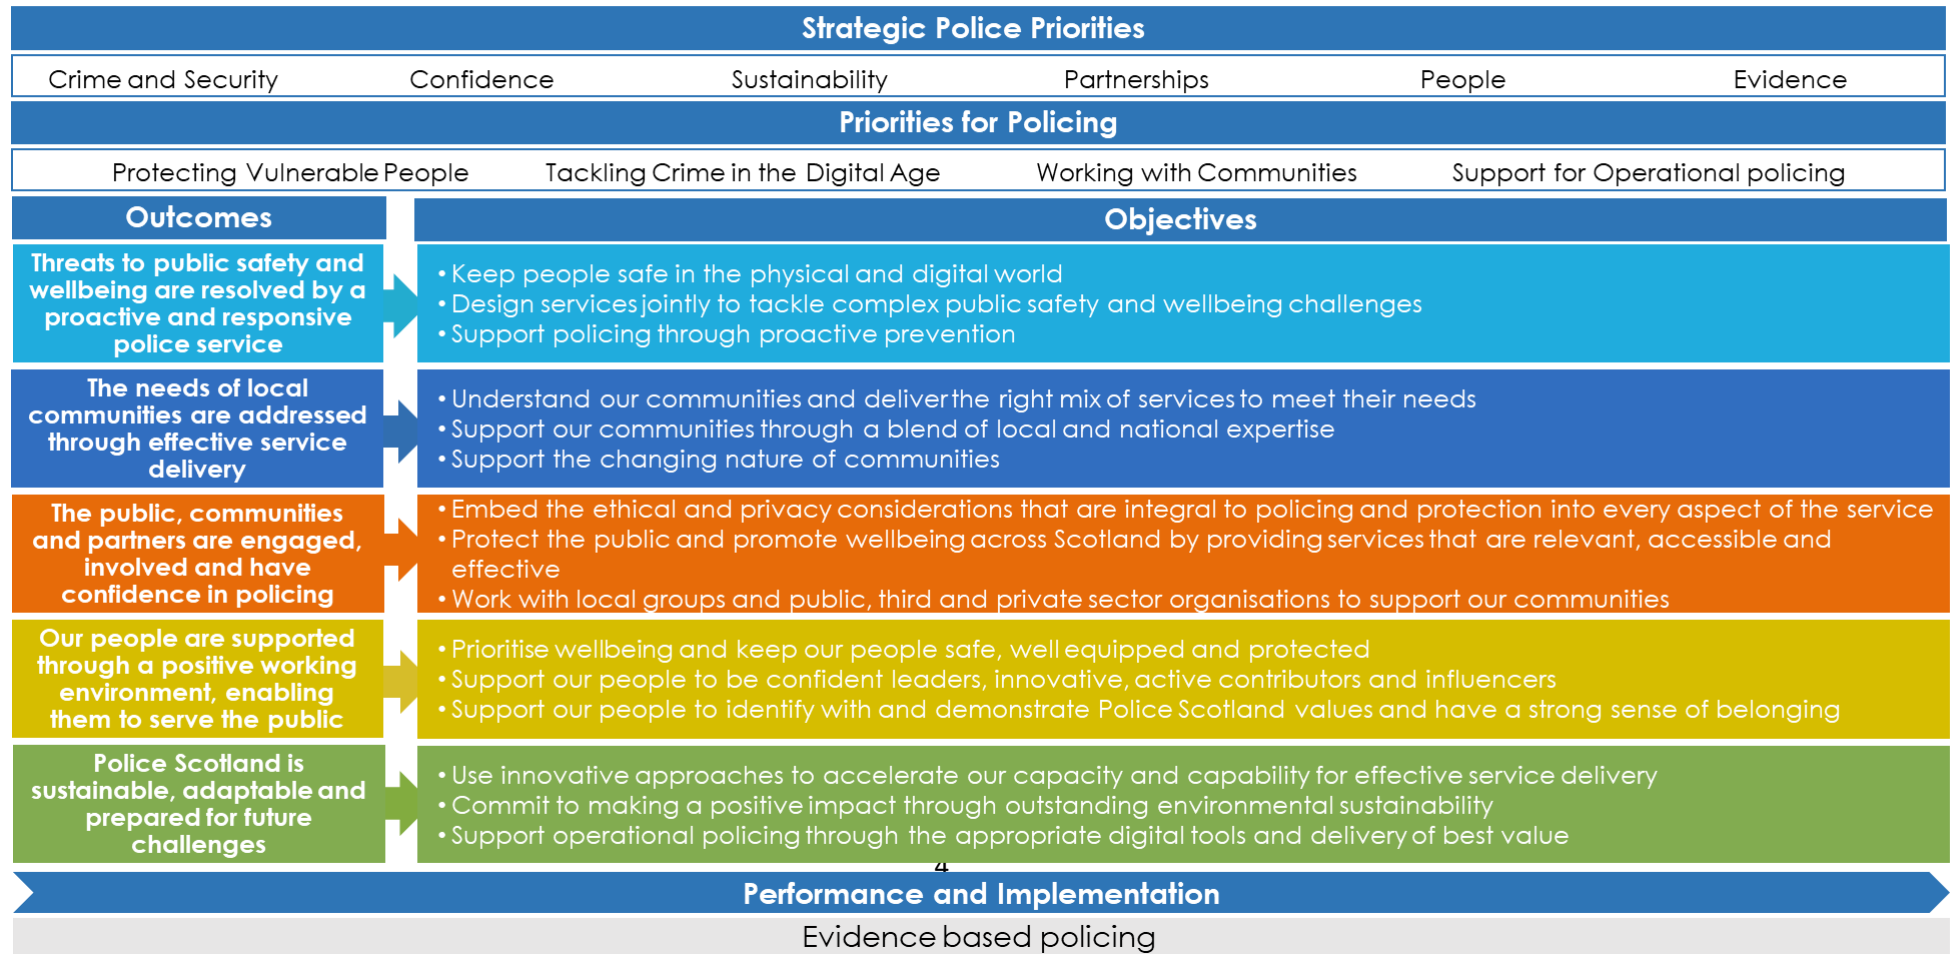 Strategic Police Priorities
Crime and Security Confidence Sustainability Partnerships People Evidence
Priorities for Policing
Protecting Vulnerable People Tackling Crime in the Digital Age Working with Communities Support for Operational policing
Outcomes
Objectives
Threats to public safety and
wellbeing are resolved by a
proactive and responsive
police service
• Keep people safe in the physical and digital world
• Design services jointly to tackle complex public safety and wellbeing challenges
• Support policing through proactive prevention
The needs of local
communities are addressed
through effective service
delivery
• Understand our communities and deliver the right mix of services to meet their needs
• Support our communities through a blend of local and national expertise
• Support the changing nature of communities
The public, communities
and partners are engaged,
involved and have
confidence in policing
• Embed the ethical and privacy considerations that are integral to policing and protection into every aspect of the service
• Protect the public and promote wellbeing across Scotland by providing services that are relevant, accessible and
effective
• Work with local groups and public, third and private sector organisations to support our communities
Our people are supported
through a positive working
environment, enabling
them to serve the public
• Prioritise wellbeing and keep our people safe, well equipped and protected
• Support our people to be confident leaders, innovative, active contributors and influencers
• Support our people to identify with and demonstrate Police Scotland values and have a strong sense of belonging
Police Scotland is
sustainable, adaptable and
prepared for future
challenges
• Use innovative approaches to accelerate our capacity and capability for effective service delivery
• Commit to making a positive impact through outstanding environmental sustainability
• Support operational policing through the appropriate digital tools and delivery of best value
4
Performance and Implementation
Evidence based policing